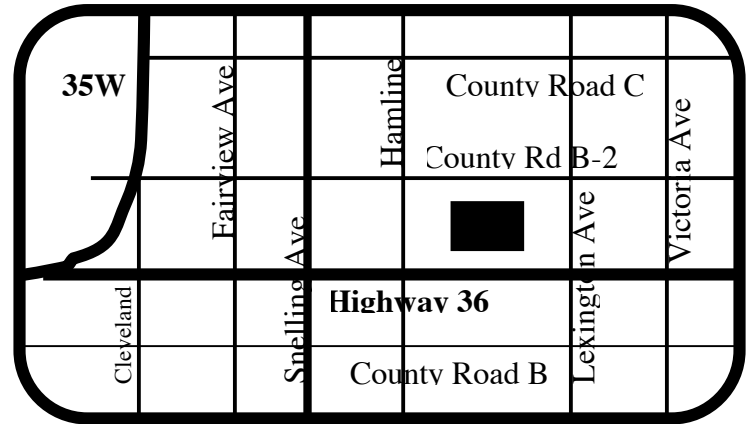 35W
Fairview Ave
Hamline
County Road C
County Rd B-2
Victoria Ave
Snelling Ave
Lexington Ave
Highway 36
Cleveland
County Road B